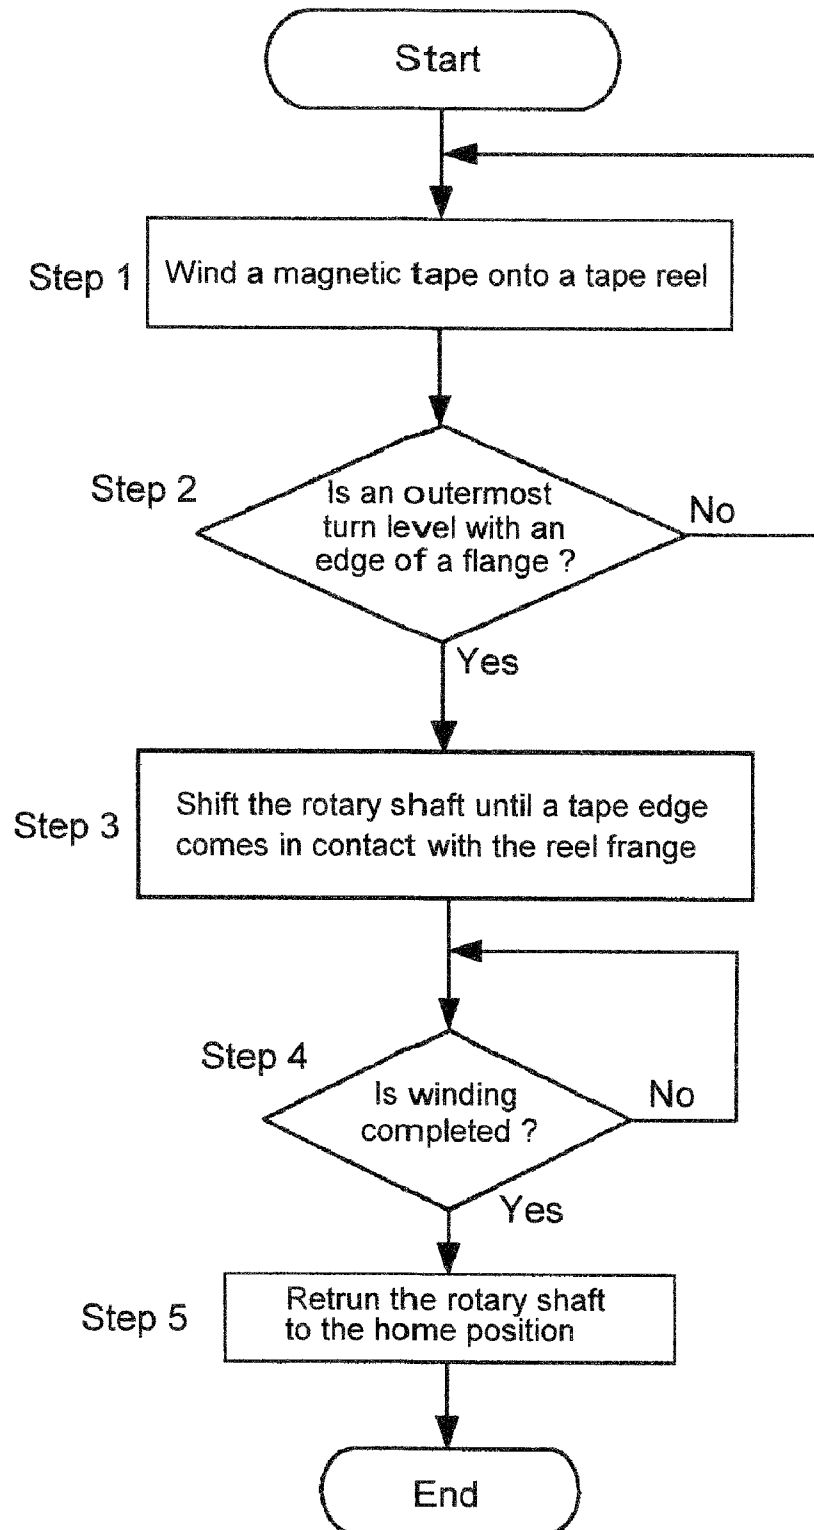 Start
Step 1
Wind a magnetic tape onto a tape reel
Step 2
Is an outermost
turn level with an
edge of a flange ?
No
Yes
Step 3
Shift the rotary shaft until a tape edge
comes in contact with the reel frange
Step 4
Is winding
completed ?
No
Yes
Step 5
Retrun the rotary shaft
to the home position
End